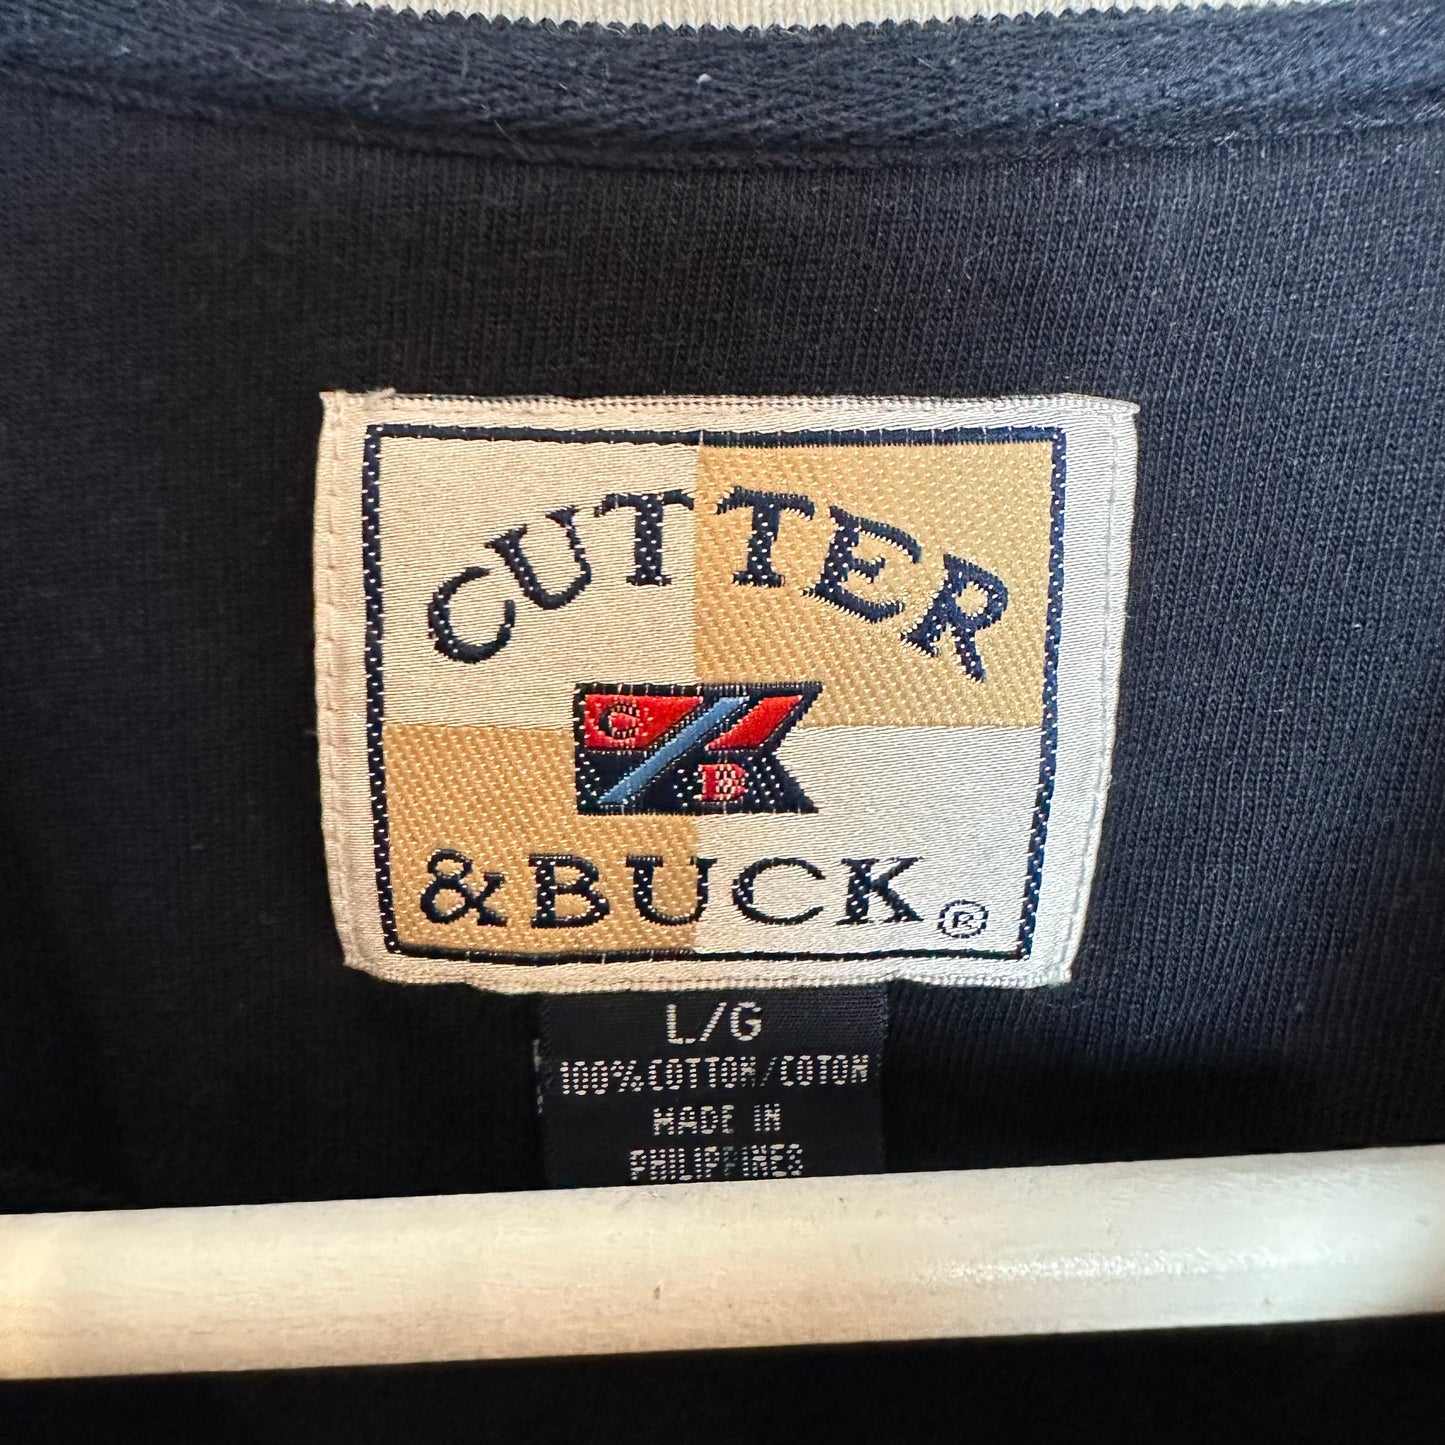 CUTTER
C
B
& BUCK ®
L/G
100% COTTON/COTON
MADE IN
PHILIPPINES